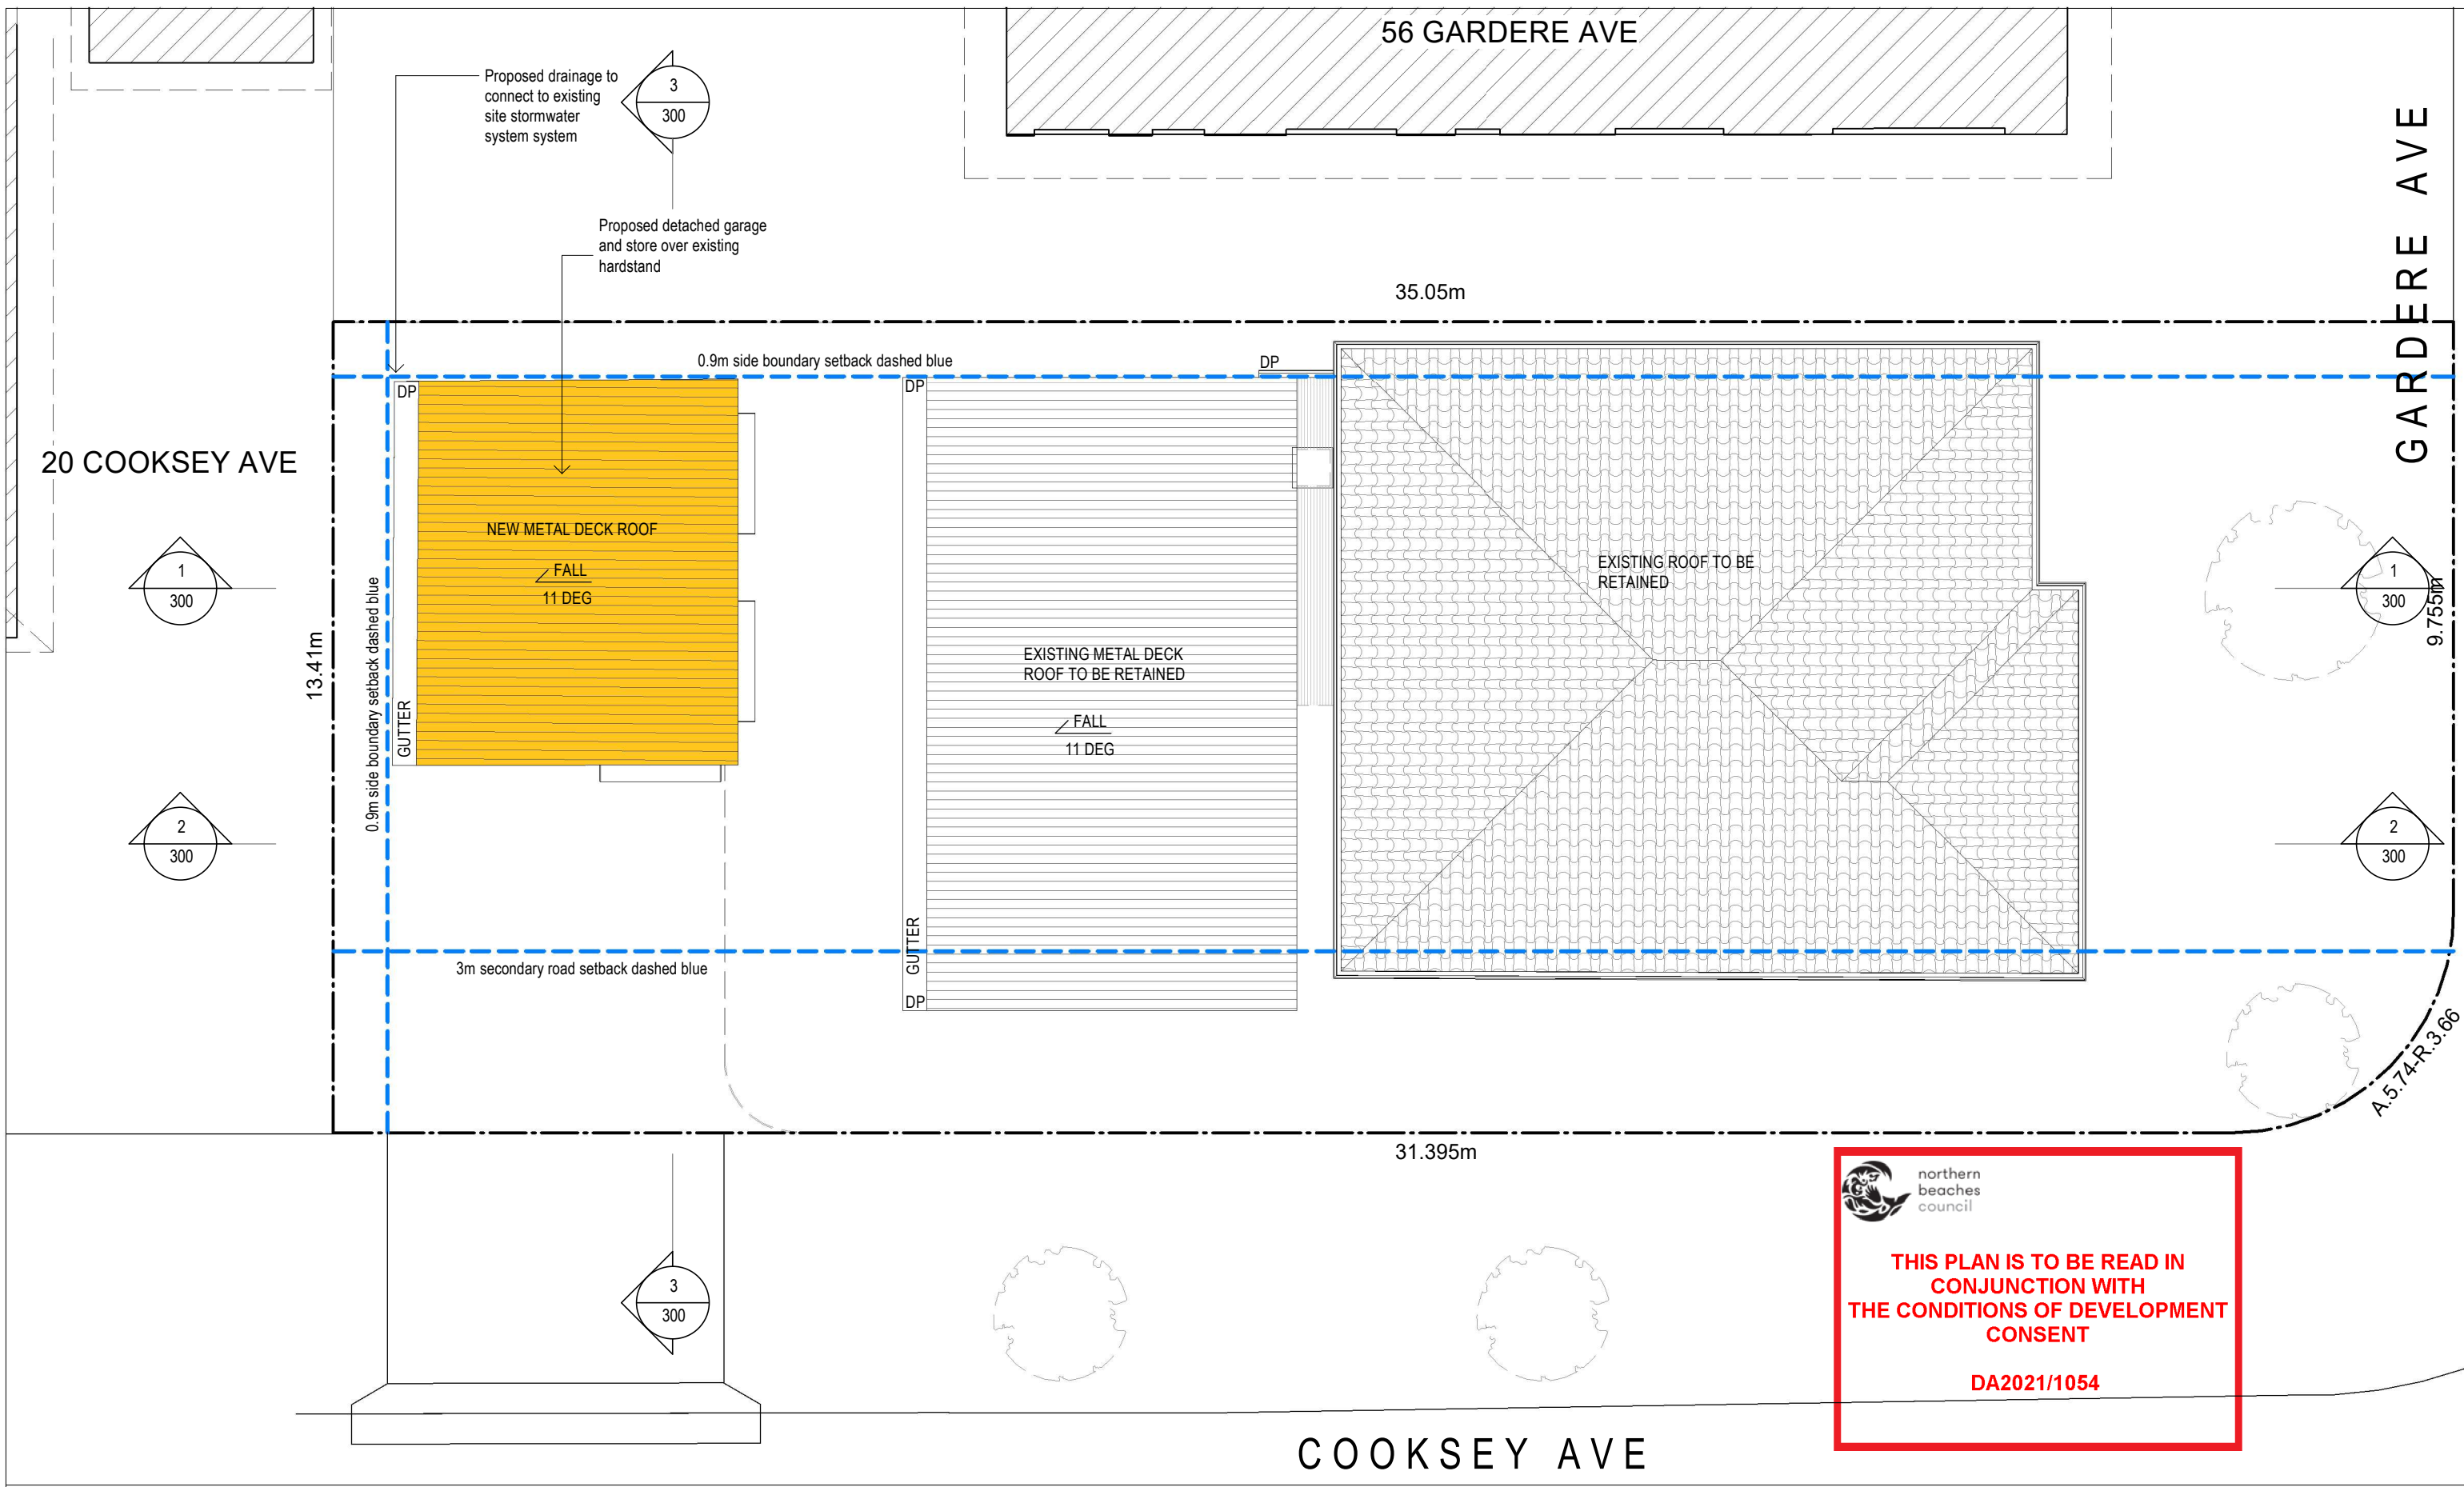 56 GARDERE AVE
Proposed drainage to
connect to existing
site stormwater
system system
3
300
GARDERE AVE
Proposed detached garage
and store over existing
hardstand
35.05m
0.9m side boundary setback dashed blue
DP
DP
DP
20 COOKSEY AVE
NEW METAL DECK ROOF
FALL
11 DEG
EXISTING ROOF TO BE
RETAINED
1
300
1
300
9.755m
13.41m
0.9m side boundary setback dashed blue
GUTTER
EXISTING METAL DECK
ROOF TO BE RETAINED
FALL
11 DEG
2
300
2
300
GUTTER
3m secondary road setback dashed blue
DP
A.5.74-R.3.66
31.395m
northern
beaches
council
THIS PLAN IS TO BE READ IN
CONJUNCTION WITH
THE CONDITIONS OF DEVELOPMENT
CONSENT
DA2021/1054
3
300
COOKSEY AVE